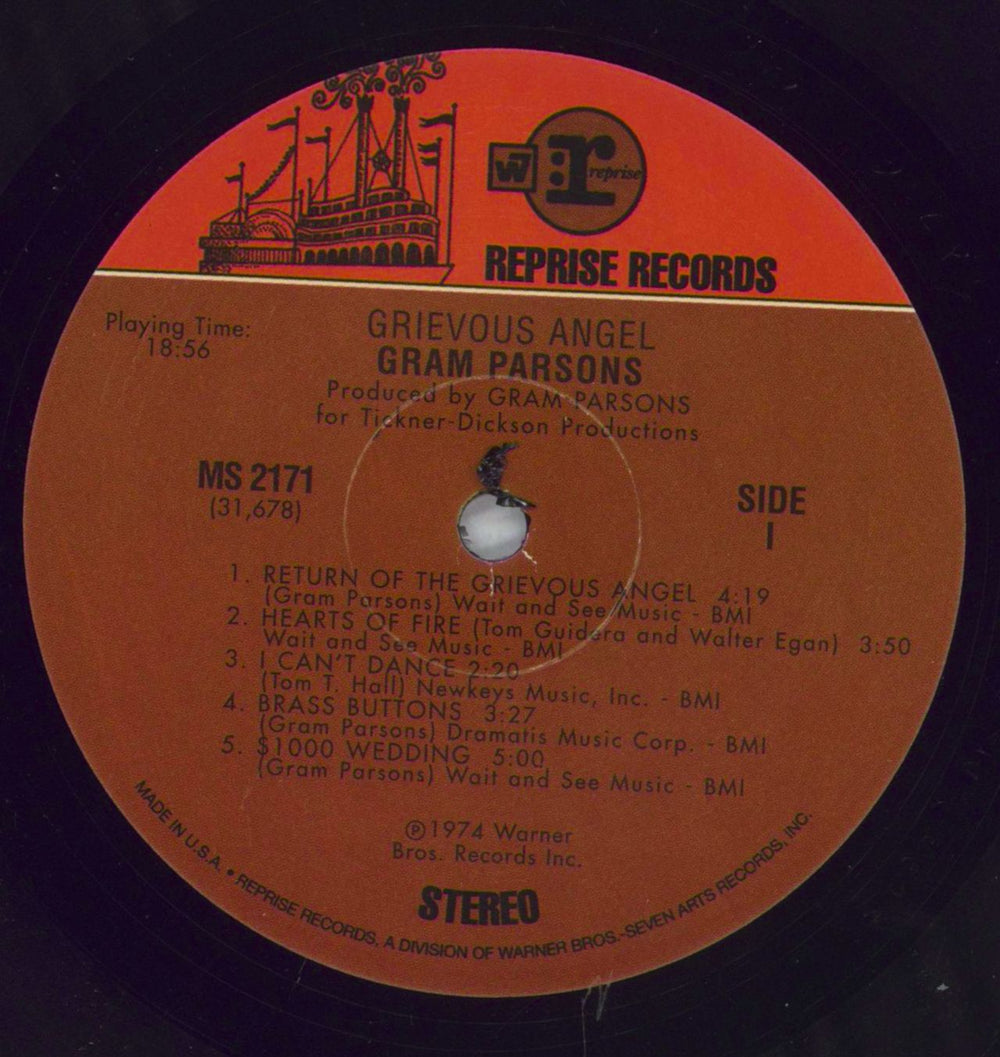 W7
:r
reprise
REPRISE RECORDS
Playing Time:
18:56
GRIEVOUS ANGEL
GRAM PARSONS
Produced by GRAM PARSONS
for Tickner-Dickson Productions
MS 2171
(31,678)
SIDE
1
1. RETURN OF THE GRIEVOUS ANGEL 4:19
(Gram Parsons) Wait and See Music - BMI
2. HEARTS OF FIRE (Tom Guidera and Walter Egan) 3:50
Wait and See Music - BMI
3. I CAN'T DANCE 2:20
(Tom T. Hall) Newkeys Music, Inc. - BMI
4. BRASS BUTTONS 3:27
(Gram Parsons) Dramatis Music Corp. - BMI
5. $1000 WEDDING 5:00
(Gram Parsons) Wait and See Music - BMI
℗1974 Warner
Bros. Records Inc.
STEREO
MADE IN U.S.A. • REPRISE RECORDS, A DIVISION OF WARNER BROS.-SEVEN ARTS RECORDS, INC.